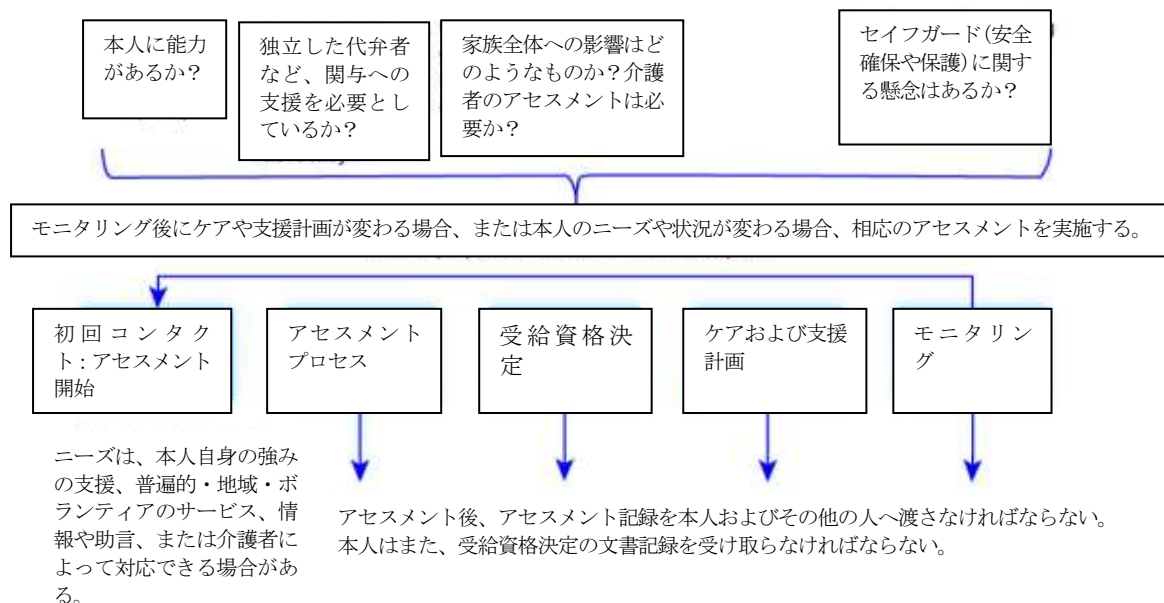 本人に能力
があるか？
独立した代弁者
など、関与への
支援を必要とし
ているか？
家族全体への影響はど
のようなものか？介護
者のアセスメントは必
要か？
セイフガード(安全
確保や保護)に関す
る懸念はあるか？
モニタリング後にケアや支援計画が変わる場合、または本人のニーズや状況が変わる場合、相応のアセスメントを実施する。
初回コンタク
ト：アセスメント
開始
アセスメント
プロセス
受給資格決
定
ケアおよび支援
計画
モニタリン
グ
ニーズは、本人自身の強み
の支援、普遍的・地域・ボ
ランティアのサービス、情
報や助言、または介護者に
よって対応できる場合があ
る。
アセスメント後、アセスメント記録を本人およびその他の人へ渡さなければならない。
本人はまた、受給資格決定の文書記録を受け取らなければならない。